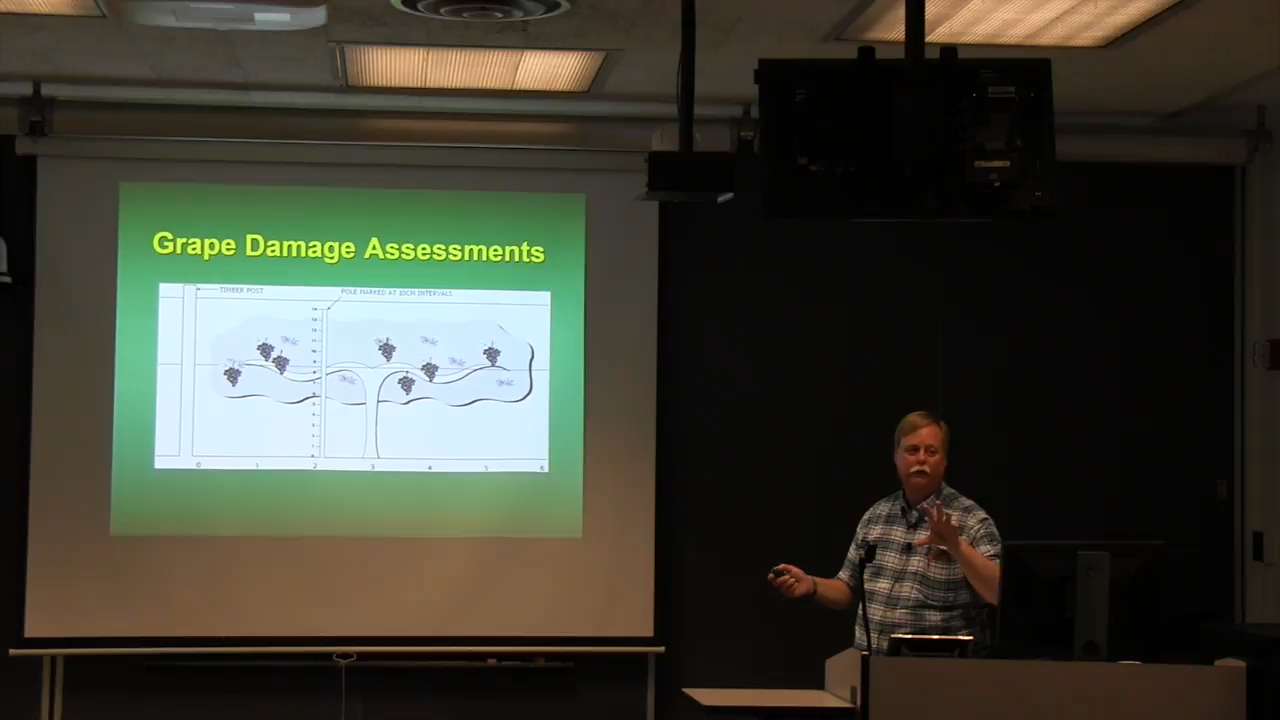 Grape Damage Assessments
TIMBER POST
POLE MARKED AT 10CM INTERVALS
0 1 2 3 4 5 6